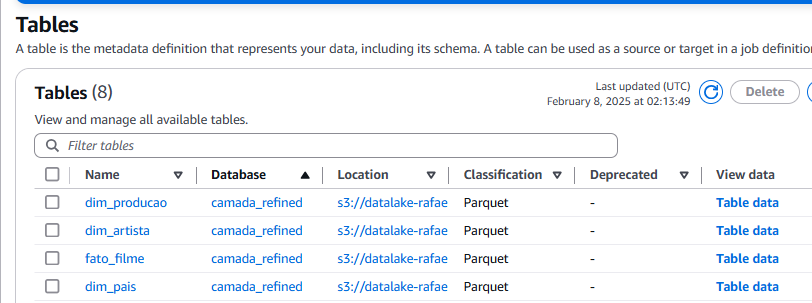 Tables
A table is the metadata definition that represents your data, including its schema. A table can be used as a source or target in a job
Tables (8)
Last updated (UTC)
February 8, 2025 at 02:13:49
Delete
View and manage all available tables.
Filter tables
Name Database Location Classification Deprecated View data
dim_producao camada_refined s3://datalake-rafae Parquet - Table data
dim_artista camada_refined s3://datalake-rafae Parquet - Table data
fato_filme camada_refined s3://datalake-rafae Parquet - Table data
dim_pais camada_refined s3://datalake-rafae Parquet - Table data